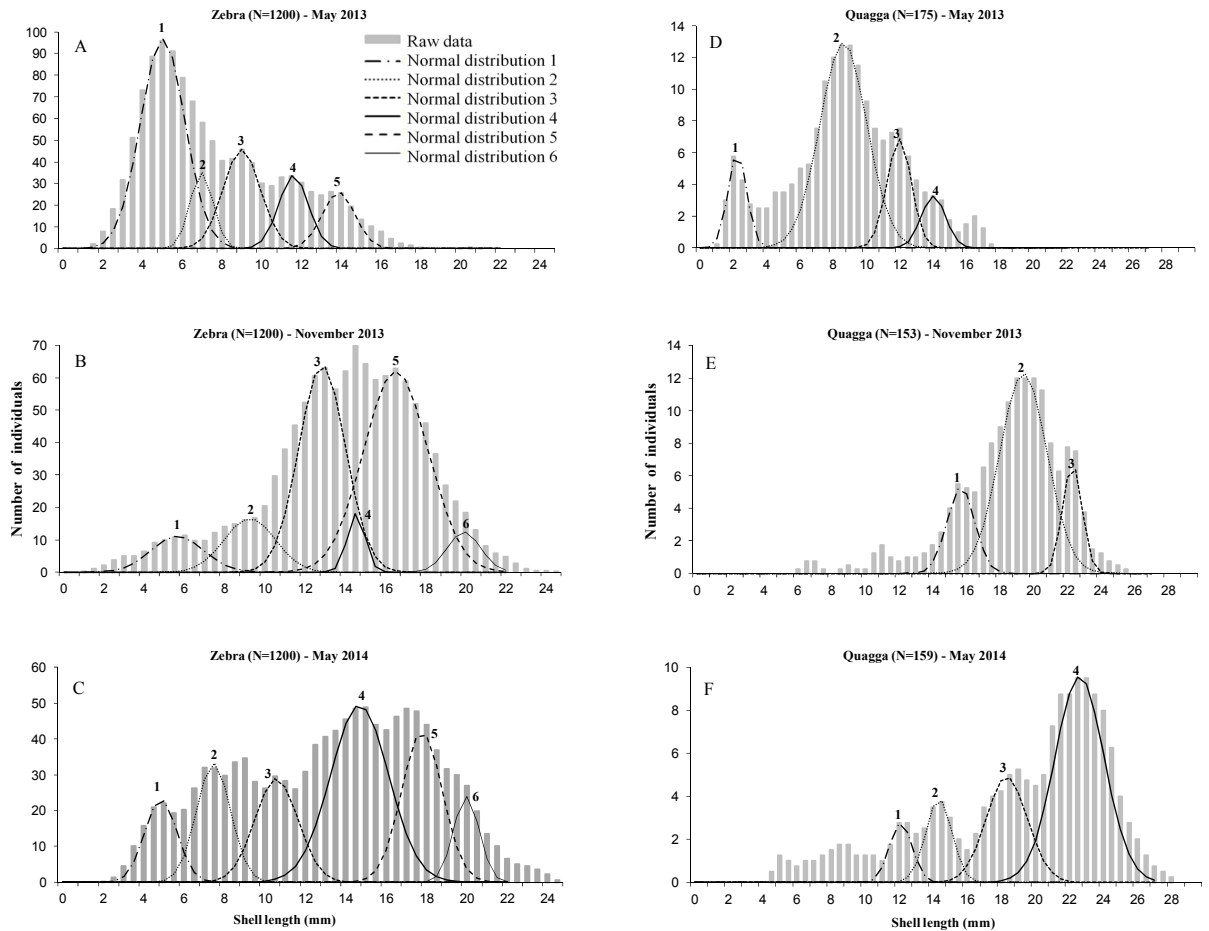 Zebra (N=1200) - May 2013
A
100
90
80
70
60
50
40
30
20
10
0
1
2
3
4
5
Raw data
Normal distribution 1
Normal distribution 2
Normal distribution 3
Normal distribution 4
Normal distribution 5
Normal distribution 6
0 2 4 6 8 10 12 14 16 18 20 22 24
Quagga (N=175) - May 2013
D
14
12
10
8
6
4
2
0
1
2
3
4
0 2 4 6 8 10 12 14 16 18 20 22 24 26 28
Zebra (N=1200) - November 2013
B
Number of individuals
70
60
50
40
30
20
10
0
1
2
3
4
5
6
0 2 4 6 8 10 12 14 16 18 20 22 24
Quagga (N=153) - November 2013
E
Number of individuals
14
12
10
8
6
4
2
0
1
2
3
0 2 4 6 8 10 12 14 16 18 20 22 24 26 28
Zebra (N=1200) - May 2014
C
60
50
40
30
20
10
0
1
2
3
4
5
6
0 2 4 6 8 10 12 14 16 18 20 22 24
Shell length (mm)
Quagga (N=159) - May 2014
F
10
8
6
4
2
0
1
2
3
4
0 2 4 6 8 10 12 14 16 18 20 22 24 26 28
Shell length (mm)